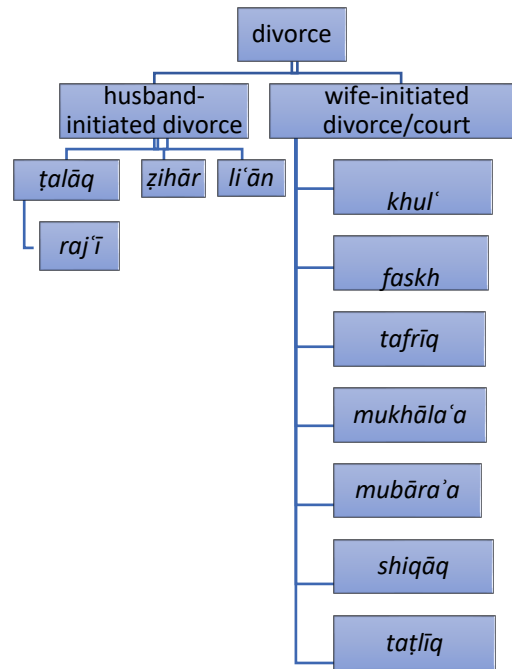 divorce
husband-
initiated divorce
wife-initiated
divorce/court
ṭalāq
ẓihār
liʿān
rajʿī
khulʿ
faskh
tafrīq
mukhālaʿa
mubāraʾa
shiqāq
taṭlīq